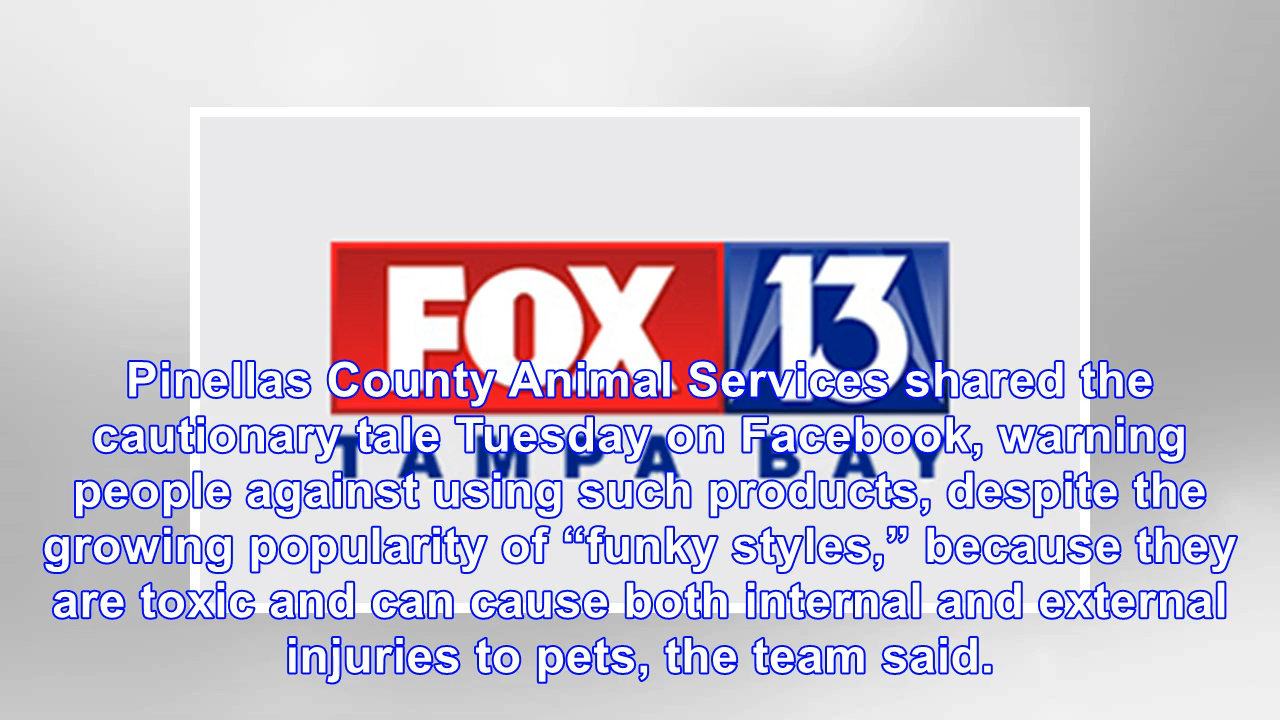 FOX 13
TAMPA BAY
Pinellas County Animal Services shared the
cautionary tale Tuesday on Facebook, warning
people against using such products, despite the
growing popularity of “funky styles,” because they
are toxic and can cause both internal and external
injuries to pets, the team said.